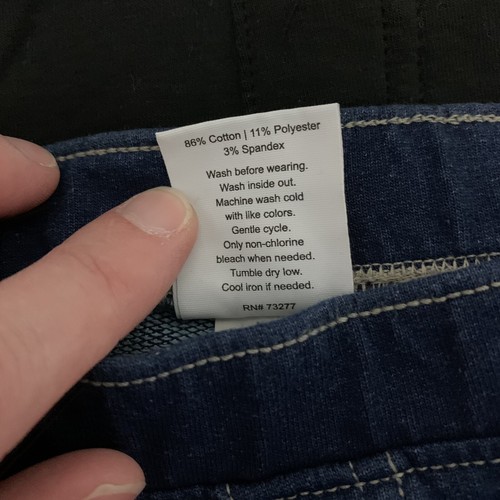 86% Cotton | 11% Polyester
3% Spandex
Wash before wearing.
Wash inside out.
Machine wash cold
with like colors.
Gentle cycle.
Only non-chlorine
bleach when needed.
Tumble dry low.
Cool iron if needed.
RN# 73277